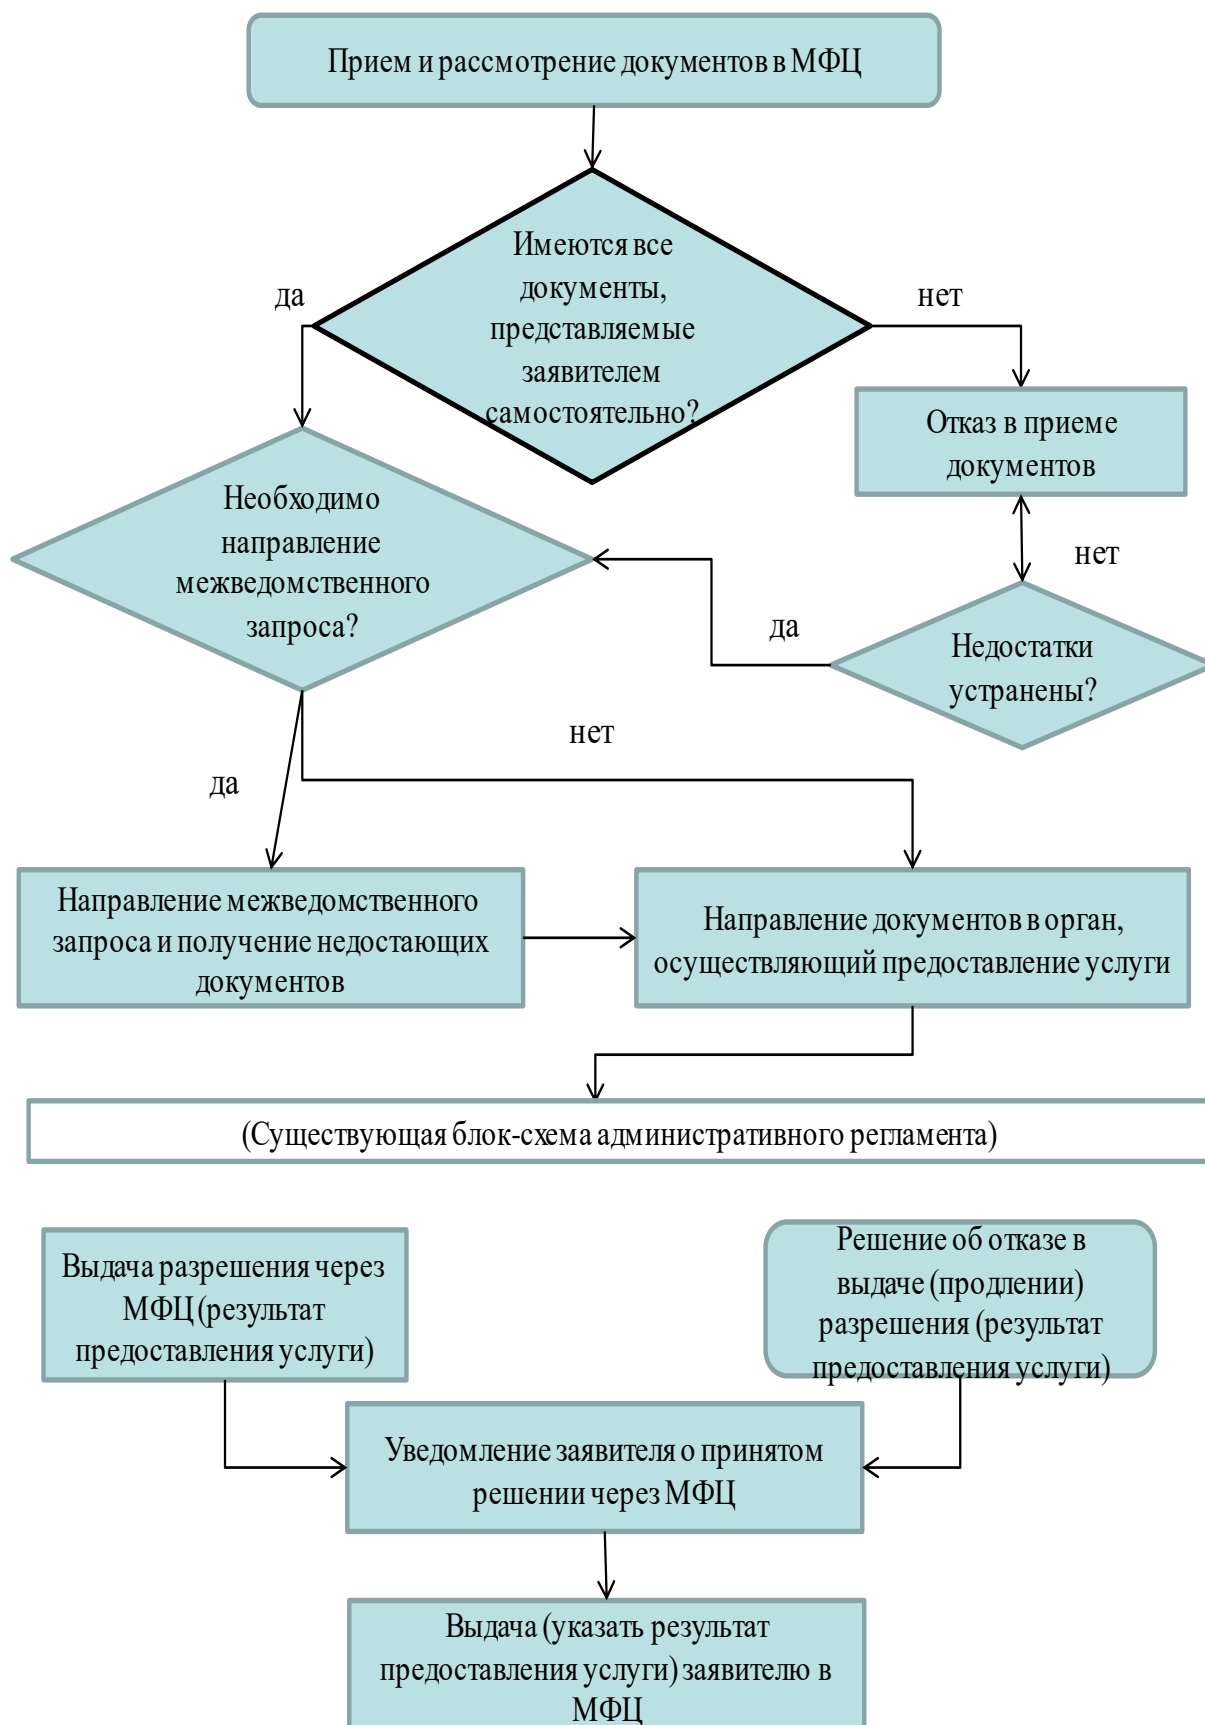 Прием и рассмотрение документов в МФЦ
Имеются все
документы,
представляемые
заявителем
самостоятельно?
да
нет
Отказ в приеме
документов
Необходимо
направление
межведомственного
запроса?
нет
да
Недостатки
устранены?
нет
да
Направление межведомственного
запроса и получение недостающих
документов
Направление документов в орган,
осуществляющий предоставление услуги
(Существующая блок-схема административного регламента)
Выдача разрешения через
МФЦ (результат
предоставления услуги)
Решение об отказе в
выдаче (продлении)
разрешения (результат
предоставления услуги)
Уведомление заявителя о принятом
решении через МФЦ
Выдача (указать результат
предоставления услуги) заявителю в
МФЦ